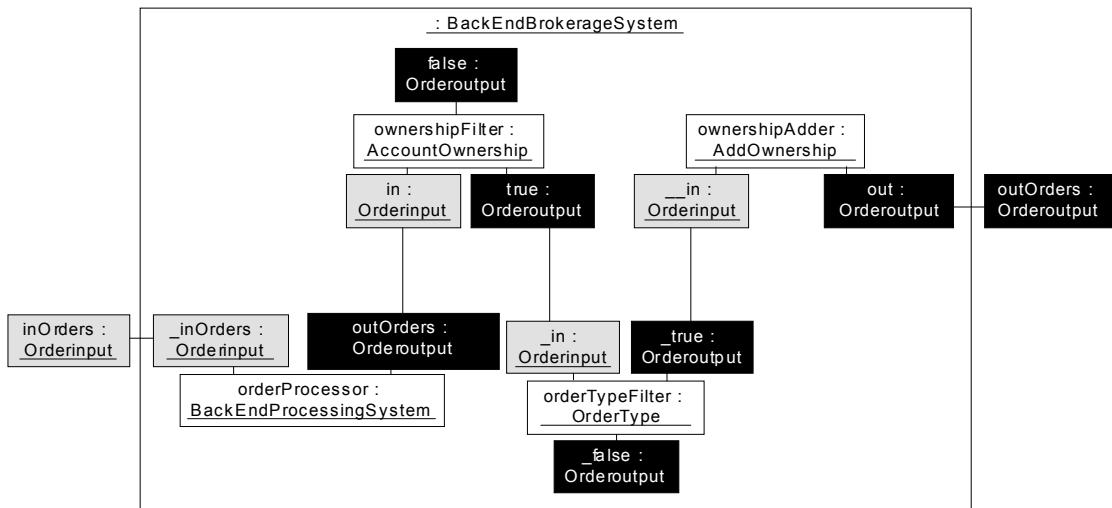 : BackEndBrokerageSystem
false :
Orderoutput
ownershipFilter :
AccountOwnership
ownershipAdder :
AddOwnership
in :
Orderinput
true :
Orderoutput
__in :
Orderinput
out :
Orderoutput
outOrders :
Orderoutput
inOrders :
Orderinput
_inOrders :
Orderinput
outOrders :
Orderoutput
_in :
Orderinput
_true :
Orderoutput
orderProcessor :
BackEndProcessingSystem
orderTypeFilter :
OrderType
_false :
Orderoutput